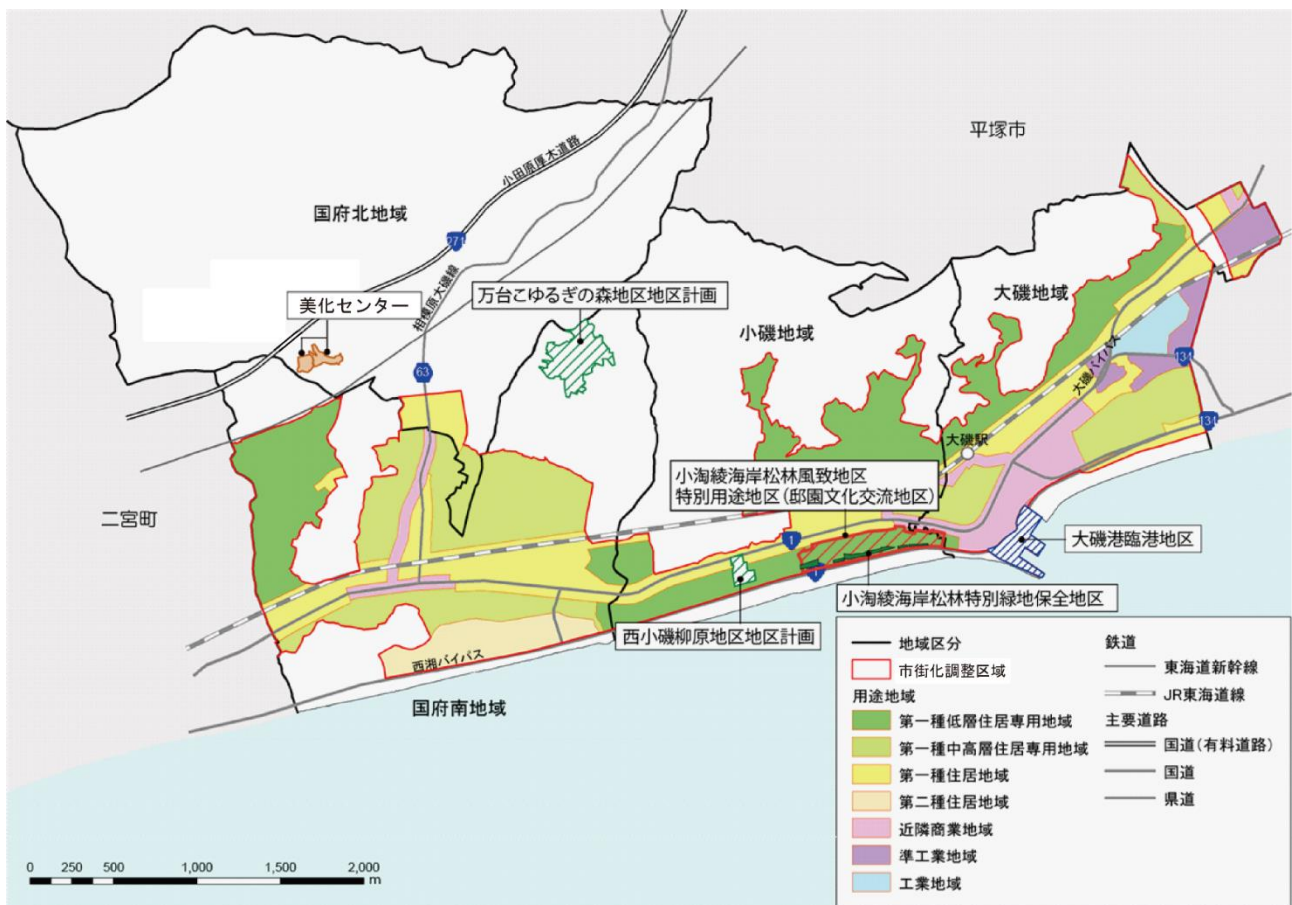 平塚市
小田原厚木道路
国府北地域
271
美化センター
相模原大磯線
万台こゆるぎの森地区地区計画
小磯地域
大磯地域
63
大磯バイパス
134
134
大磯駅
小淘綾海岸松林風致地区
特別用途地区(邸園文化交流地区)
二宮町
1
大磯港臨港地区
1
小淘綾海岸松林特別緑地保全地区
西小磯柳原地区地区計画
西湘バイパス
国府南地域
地域区分
市街化調整区域
用途地域
第一種低層住居専用地域
第一種中高層住居専用地域
第一種住居地域
第二種住居地域
近隣商業地域
準工業地域
工業地域
鉄道
東海道新幹線
JR東海道線
主要道路
国道(有料道路)
国道
県道
0 250 500 1,000 1,500 2,000
m